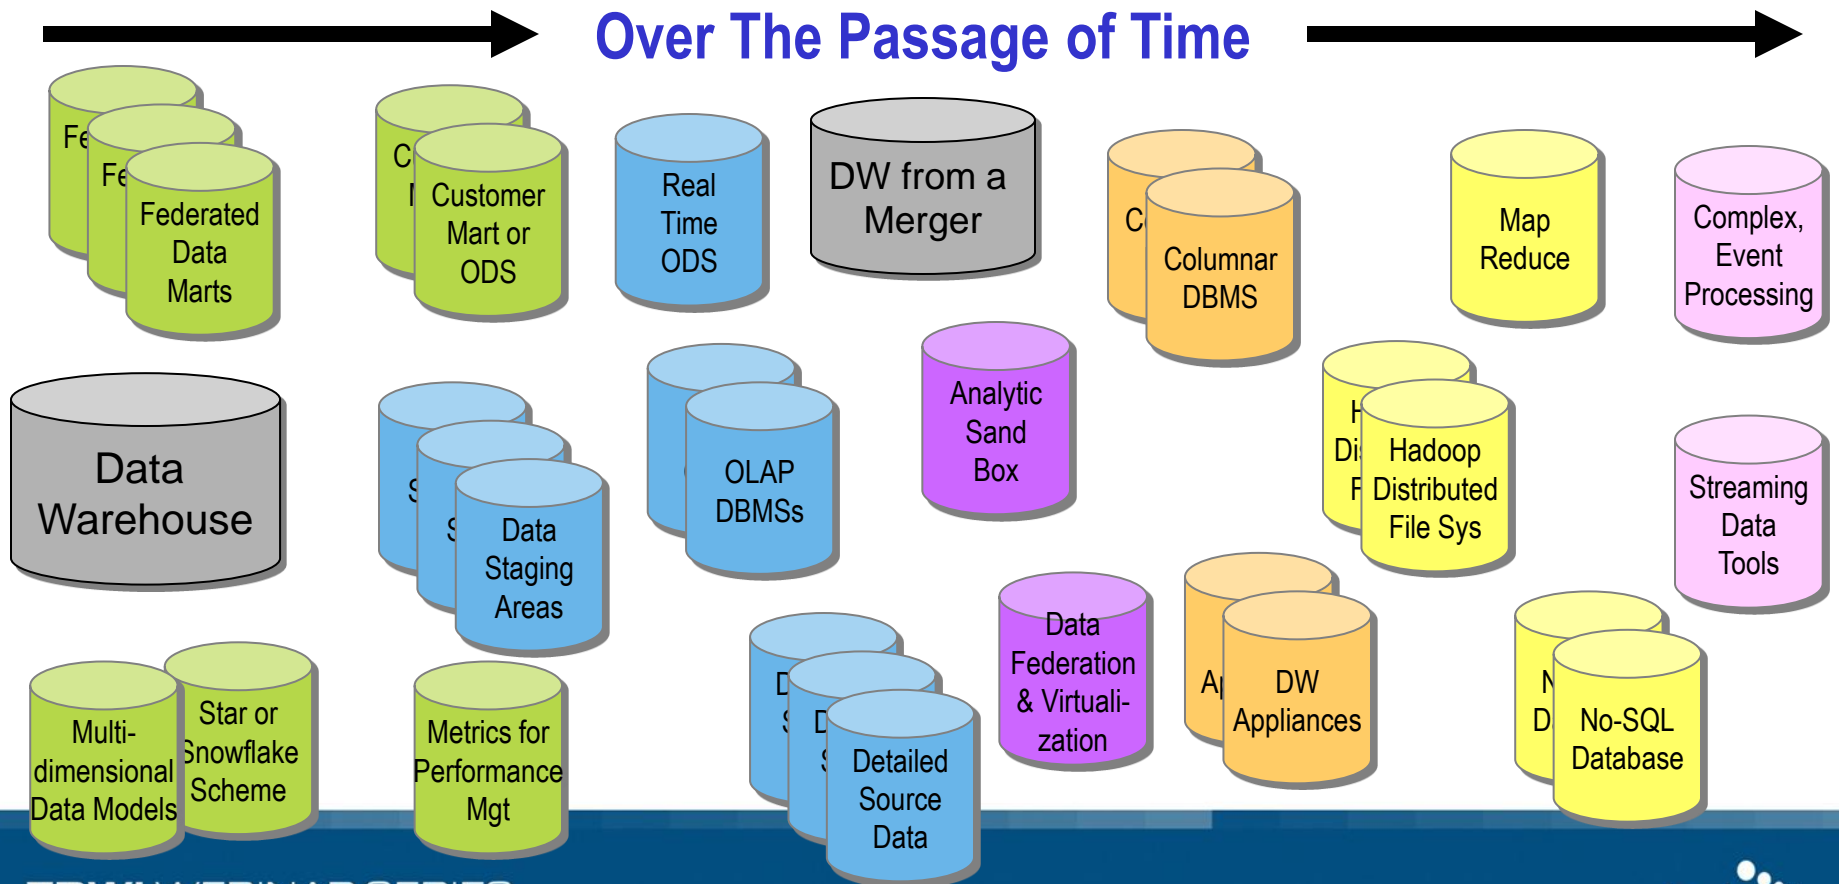 Over The Passage of Time
Federated
Data
Marts
Customer
Mart or
ODS
Real
Time
ODS
DW from a
Merger
Columnar
DBMS
Map
Reduce
Complex,
Event
Processing
Data
Warehouse
Data
Staging
Areas
OLAP
DBMSs
Analytic
Sand
Box
Hadoop
Distributed
File Sys
Streaming
Data
Tools
Multi-
dimensional
Data Models
Star or
Snowflake
Scheme
Metrics for
Performance
Mgt
Detailed
Source
Data
Data
Federation
& Virtuali-
zation
DW
Appliances
No-SQL
Database